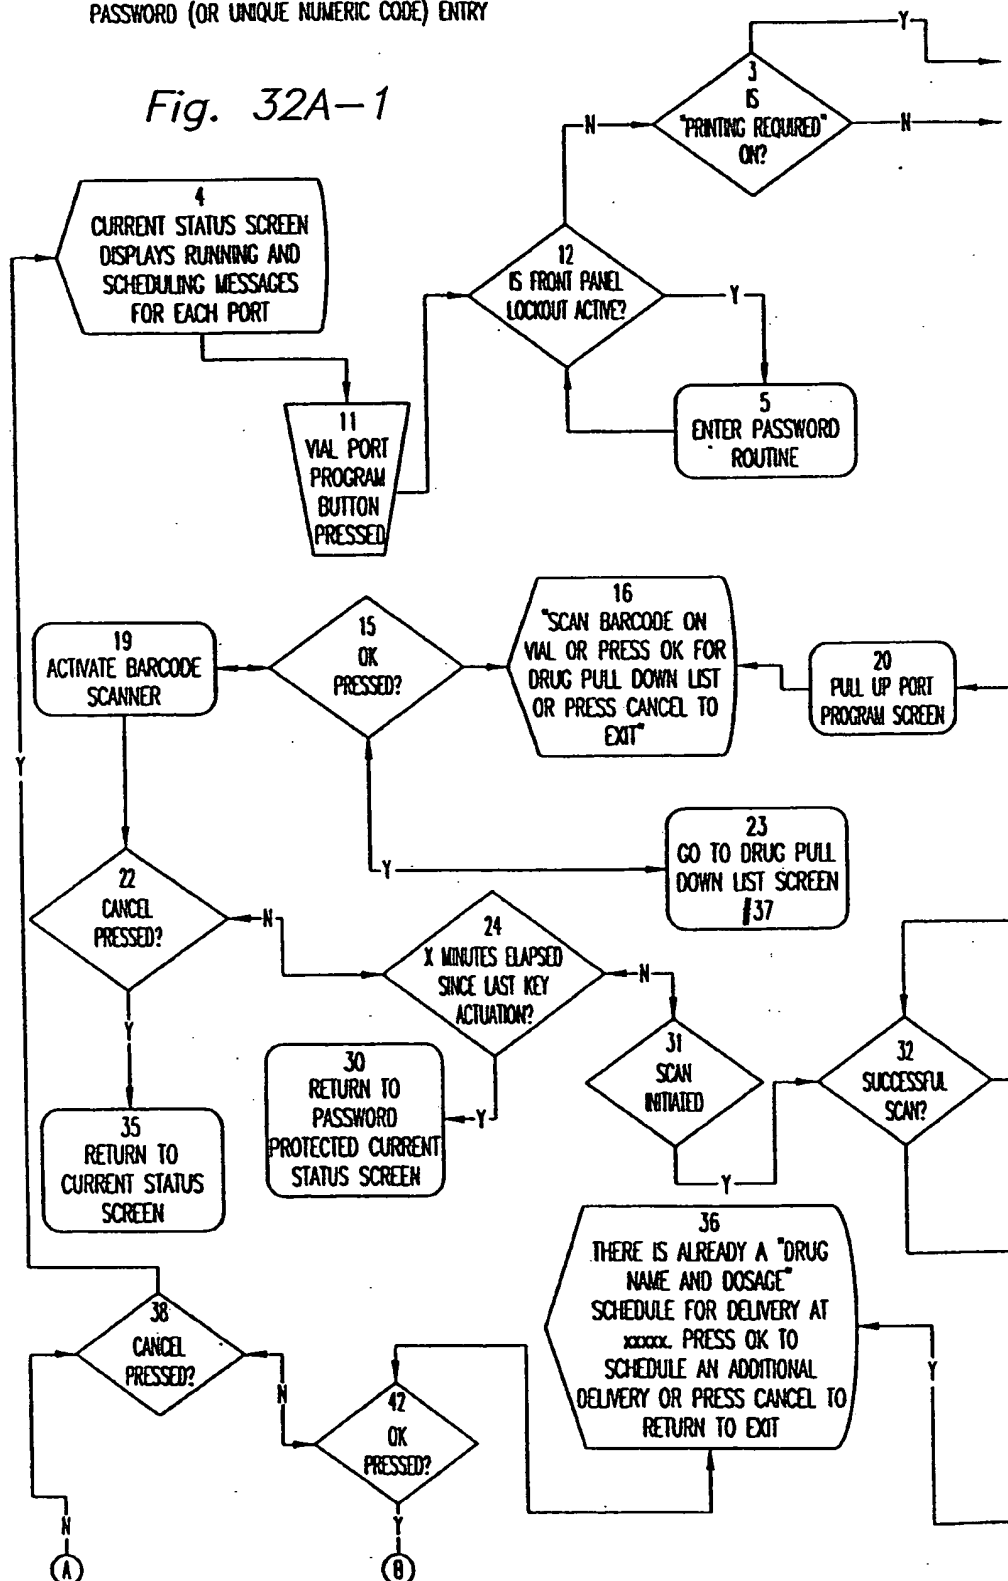 PASSWORD (OR UNIQUE NUMERIC CODE) ENTRY
Fig. 32A-1
Y
3
IS
"PRINTING REQUIRED"
ON?
N
N
4
CURRENT STATUS SCREEN
DISPLAYS RUNNING AND
SCHEDULING MESSAGES
FOR EACH PORT
12
IS FRONT PANEL
LOCKOUT ACTIVE?
Y
5
ENTER PASSWORD
ROUTINE
11
VIAL PORT
PROGRAM
BUTTON
PRESSED
19
ACTIVATE BARCODE
SCANNER
15
OK
PRESSED?
16
"SCAN BARCODE ON
VIAL OR PRESS OK FOR
DRUG PULL DOWN LIST
OR PRESS CANCEL TO
EXIT"
20
PULL UP PORT
PROGRAM SCREEN
Y
Y
23
GO TO DRUG PULL
DOWN LIST SCREEN
#37
22
CANCEL
PRESSED?
N
24
X MINUTES ELAPSED
SINCE LAST KEY
ACTUATION?
N
Y
31
SCAN
INITIATED
32
SUCCESSFUL
SCAN?
30
RETURN TO
PASSWORD
PROTECTED CURRENT
STATUS SCREEN
Y
35
RETURN TO
CURRENT STATUS
SCREEN
Y
36
THERE IS ALREADY A "DRUG
NAME AND DOSAGE"
SCHEDULE FOR DELIVERY AT
xxxxx. PRESS OK TO
SCHEDULE AN ADDITIONAL
DELIVERY OR PRESS CANCEL TO
RETURN TO EXIT
Y
38
CANCEL
PRESSED?
N
42
OK
PRESSED?
N
Y
A
B